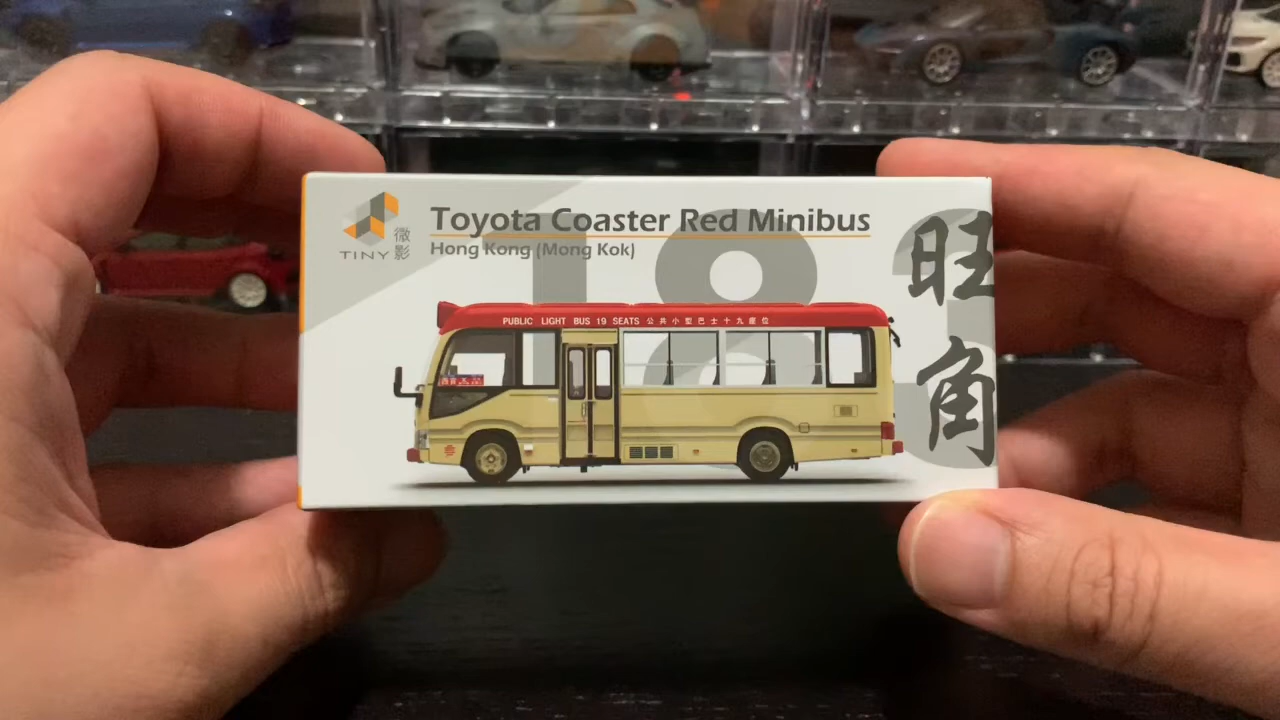 TINY 微影
Toyota Coaster Red Minibus
Hong Kong (Mong Kok)
旺角
PUBLIC LIGHT BUS 19 SEATS 公共小型巴士十九座位